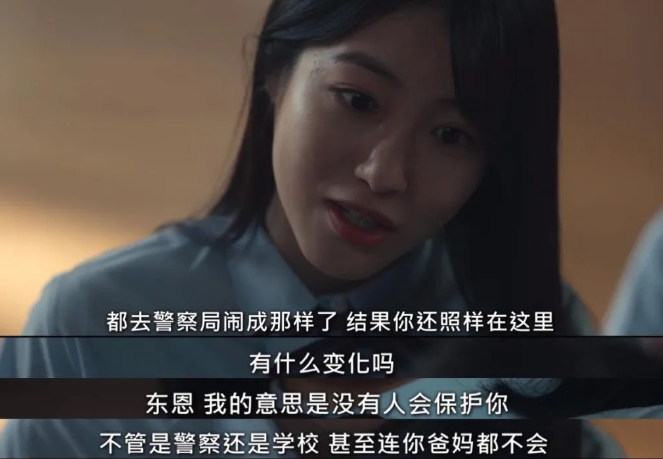 都去警察局闹成那样了 结果你还照样在这里
有什么变化吗
东恩 我的意思是没有人会保护你
不管是警察还是学校 甚至连你爸妈都不会